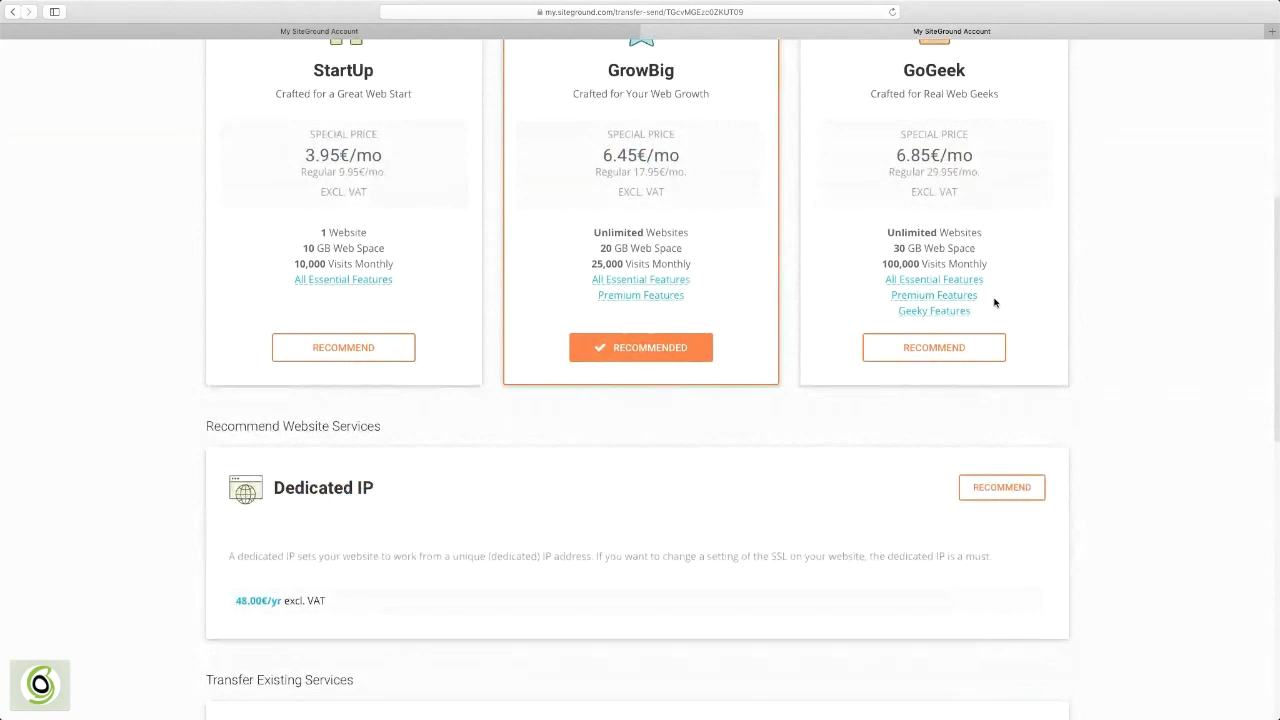 my.siteground.com/transfer-send/TGcvMGEzc0ZKUT09
My SiteGround Account
My SiteGround Account
StartUp
Crafted for a Great Web Start
SPECIAL PRICE
3.95€/mo
Regular 9.95€/mo.
EXCL. VAT
1 Website
10 GB Web Space
10,000 Visits Monthly
All Essential Features
RECOMMEND
GrowBig
Crafted for Your Web Growth
SPECIAL PRICE
6.45€/mo
Regular 17.95€/mo.
EXCL. VAT
Unlimited Websites
20 GB Web Space
25,000 Visits Monthly
All Essential Features
Premium Features
RECOMMENDED
GoGeek
Crafted for Real Web Geeks
SPECIAL PRICE
6.85€/mo
Regular 29.95€/mo.
EXCL. VAT
Unlimited Websites
30 GB Web Space
100,000 Visits Monthly
All Essential Features
Premium Features
Geeky Features
RECOMMEND
Recommend Website Services
Dedicated IP
RECOMMEND
A dedicated IP sets your website to work from a unique (dedicated) IP address. If you want to change a setting of the SSL on your website, the dedicated IP is a must.
48.00€/yr excl. VAT
Transfer Existing Services